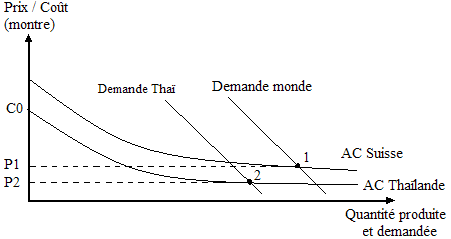 Prix / Coût
(montre)
Demande Thaï
Demande monde
C0
1
AC Suisse
P1
2
P2
AC Thaïlande
Quantité produite
et demandée